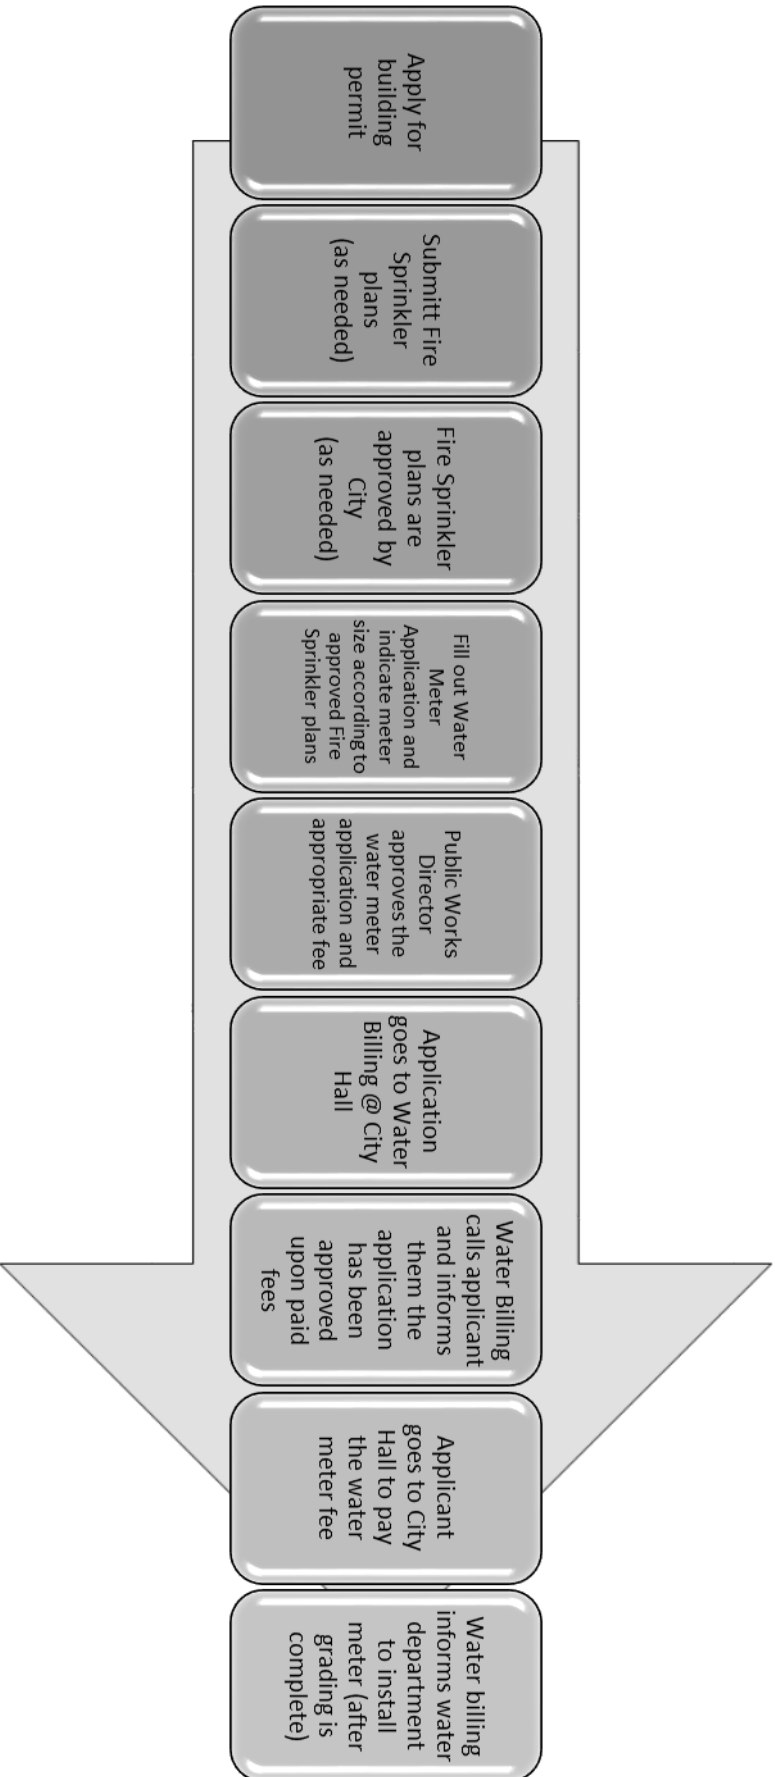 Apply for
building
permit
Submitt Fire
Sprinkler
plans
(as needed)
Fire Sprinkler
plans are
approved by
City
(as needed)
Fill out Water
Meter
Application and
indicate meter
size according to
approved Fire
Sprinkler plans
Public Works
Director
approves the
water meter
application and
appropriate fee
Application
goes to Water
Billing @ City
Hall
Water Billing
calls applicant
and informs
them the
application
has been
approved
upon paid
fees
Applicant
goes to City
Hall to pay
the water
meter fee
Water billing
informs water
department
to install
meter (after
grading is
complete)